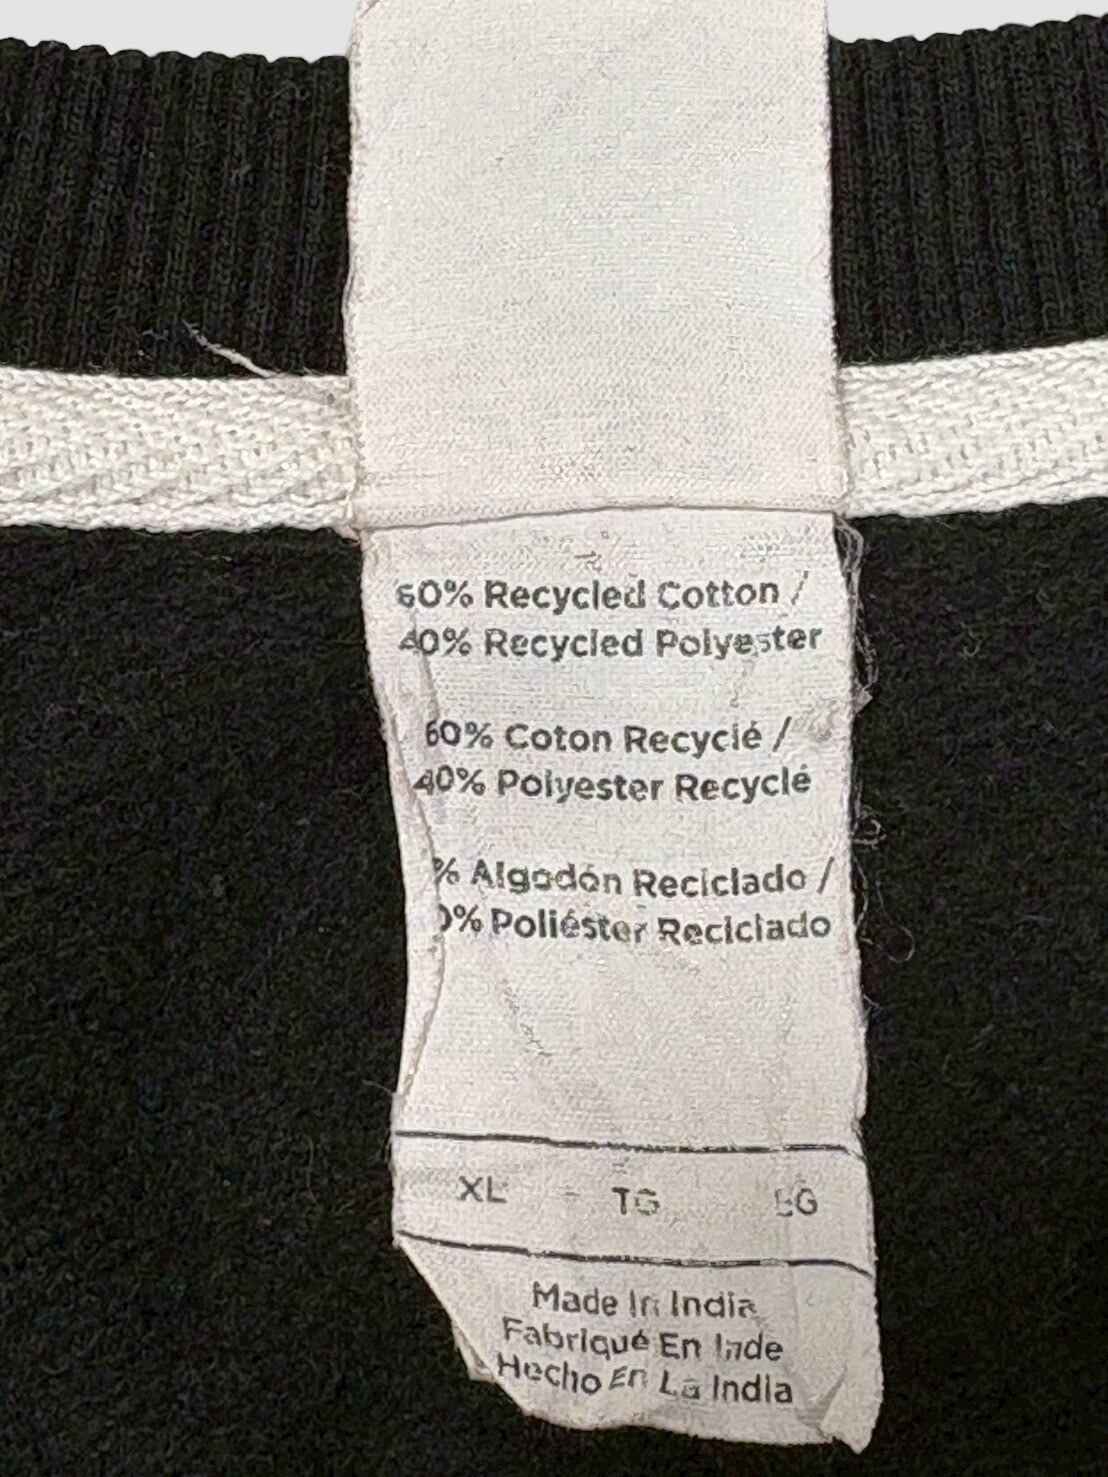 60% Recycled Cotton /
40% Recycled Polyester
60% Coton Recyclé /
40% Polyester Recyclé
% Algodón Reciclado /
0% Poliéster Reciclado
XL TG EG
Made In India
Fabriqué En Inde
Hecho En La India